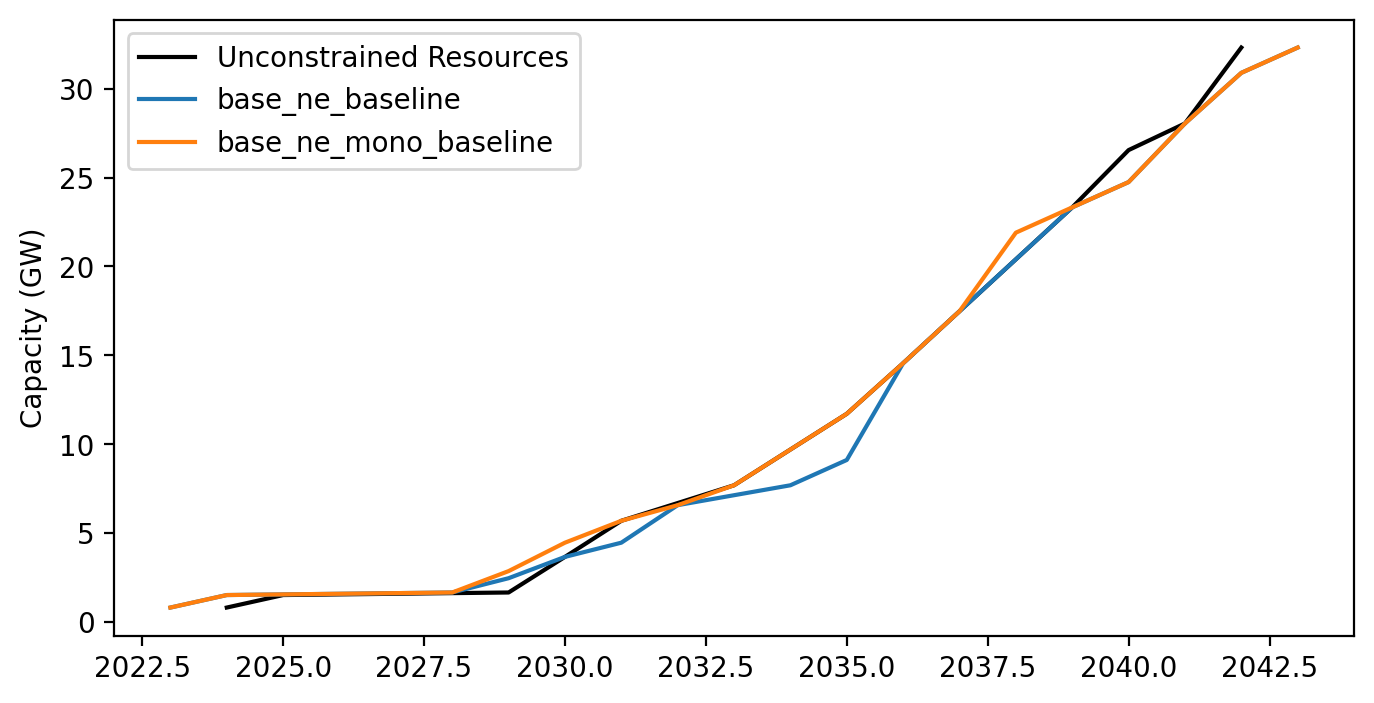 Unconstrained Resources
base_ne_baseline
base_ne_mono_baseline
Capacity (GW)
30
25
20
15
10
5
0
2022.5 2025.0 2027.5 2030.0 2032.5 2035.0 2037.5 2040.0 2042.5